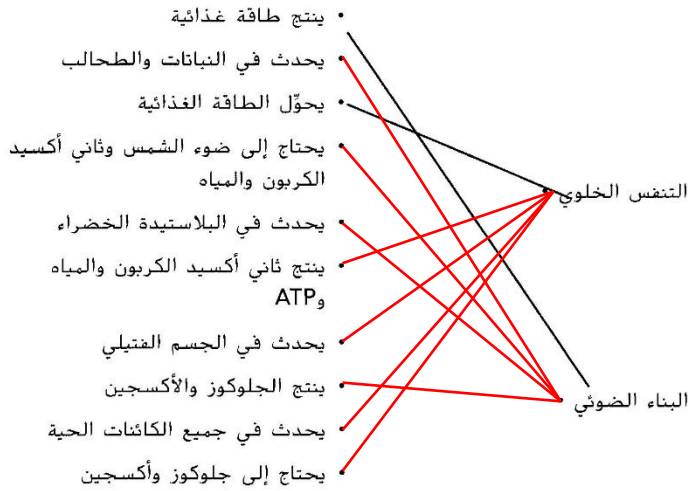 ينتج طاقة غذائية
يحدث في النباتات والطحالب
يحوِّل الطاقة الغذائية
يحتاج إلى ضوء الشمس وثاني أكسيد
الكربون والمياه
يحدث في البلاستيدة الخضراء
ينتج ثاني أكسيد الكربون والمياه
وATP
يحدث في الجسم الفتيلي
ينتج الجلوكوز والأكسجين
يحدث في جميع الكائنات الحية
يحتاج إلى جلوكوز وأكسجين
التنفس الخلوي
البناء الضوئي